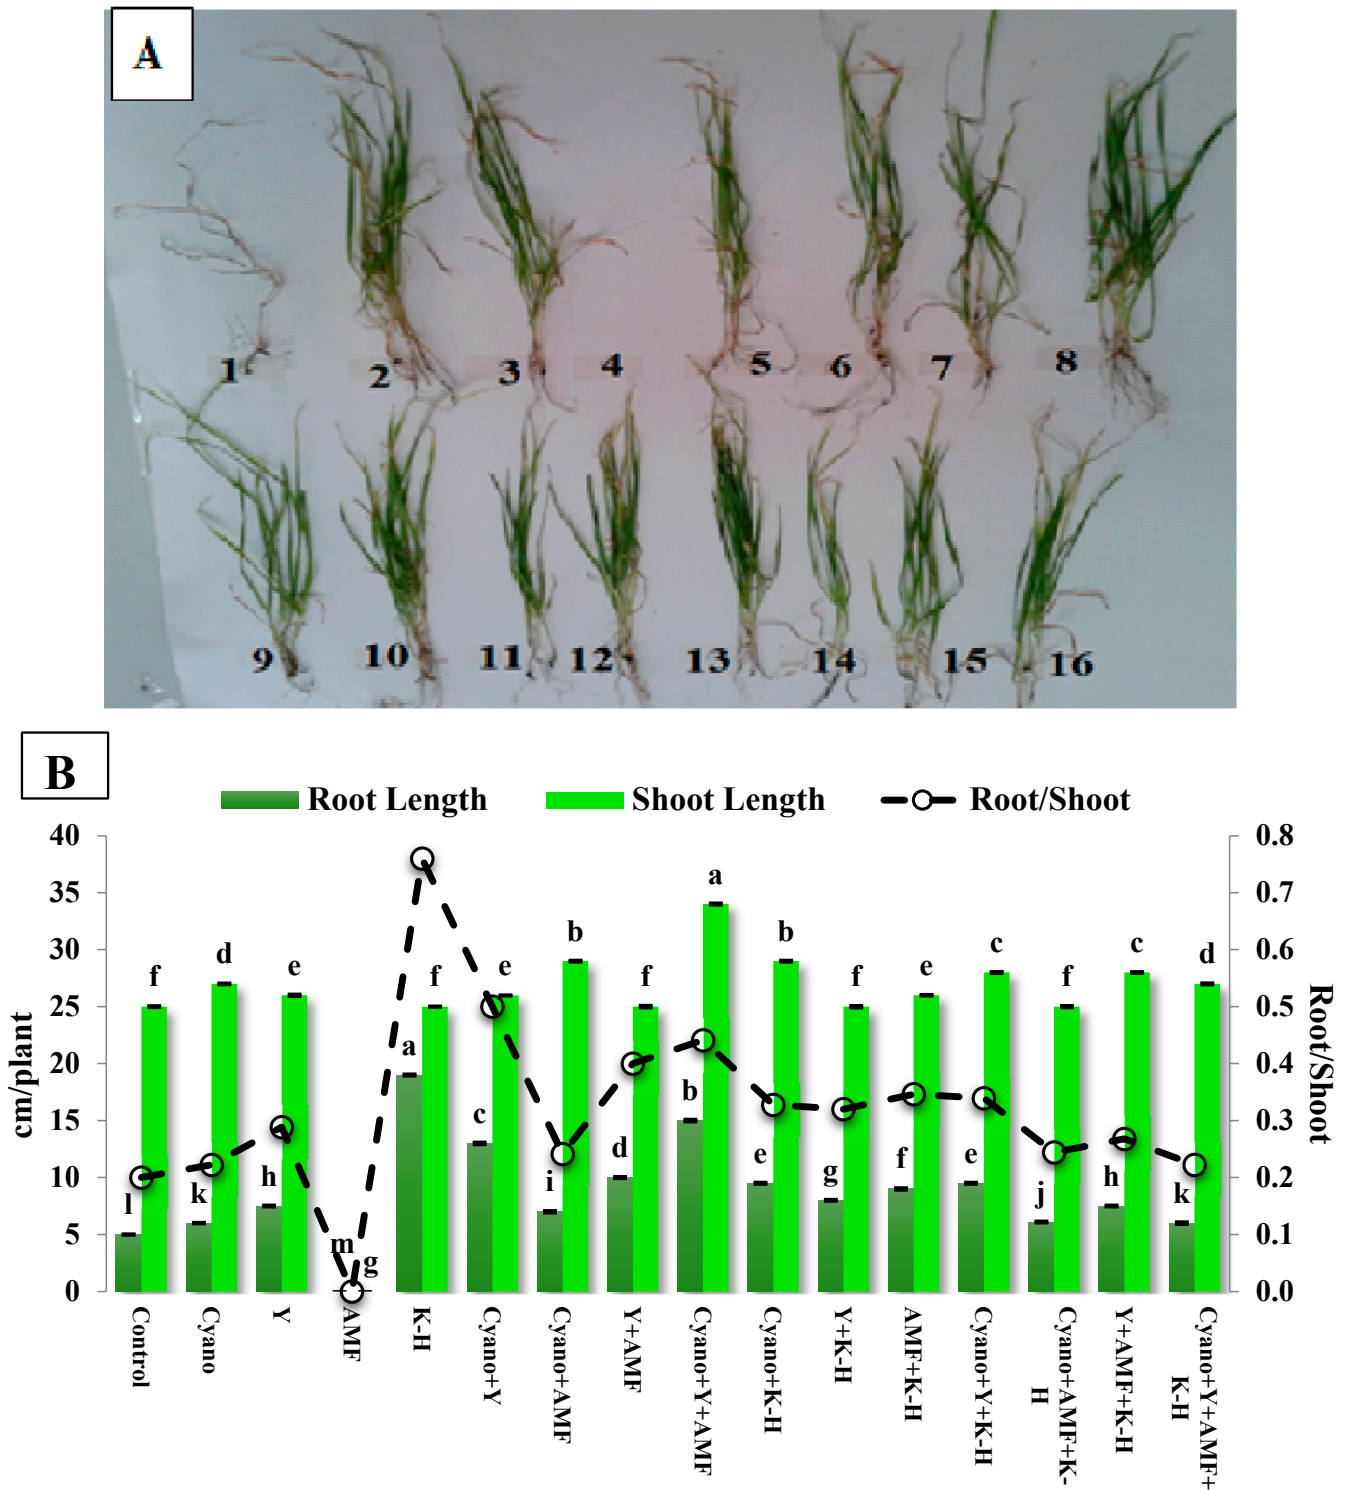 A
1 2 3 4 5 6 7 8
9 10 11 12 13 14 15 16
B
Root Length Shoot Length Root/Shoot
40 0.8
35 0.7
30 0.6
25 0.5
20 0.4
15 0.3
10 0.2
5 0.1
0 0.0
cm/plant
Root/Shoot
l f k d h e m g a f c e i b d f b a e b g f f e e c j f h c k d
Control
Cyano
Y
AMF
K-H
Cyano+Y
Cyano+AMF
Y+AMF
Cyano+Y+AMF
Cyano+K-H
Y+K-H
AMF+K-H
Cyano+Y+K-H
Cyano+AMF+K-
H
Y+AMF+K-H
Cyano+Y+AMF+
K-H